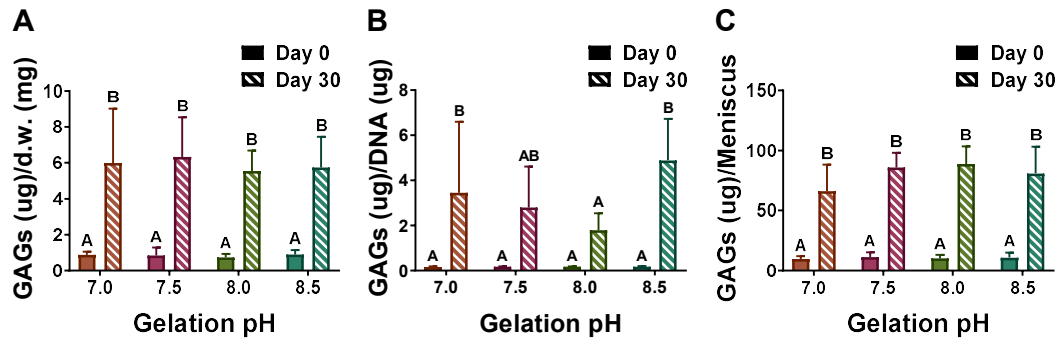 A
Day 0
Day 30
GAGs (ug)/d.w. (mg)
10
8
6
4
2
0
A
B
A
B
A
B
A
B
7.0
7.5
8.0
8.5
Gelation pH
B
Day 0
Day 30
GAGs (ug)/DNA (ug)
8
6
4
2
0
A
B
A
AB
A
A
A
B
7.0
7.5
8.0
8.5
Gelation pH
C
Day 0
Day 30
GAGs (ug)/Meniscus
150
100
50
0
A
B
A
B
A
B
A
B
7.0
7.5
8.0
8.5
Gelation pH